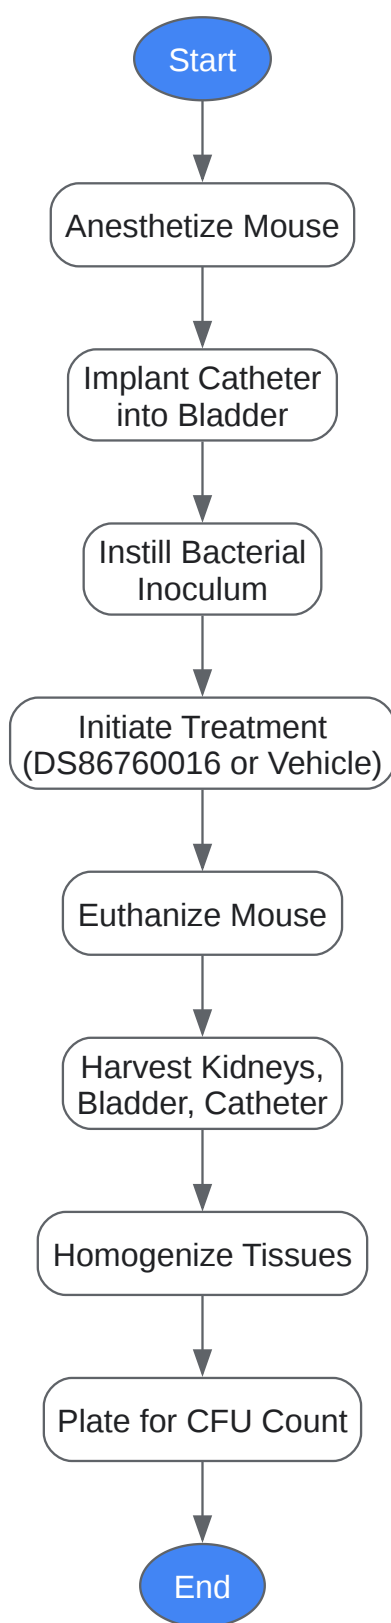 Start
Anesthetize Mouse
Implant Catheter
into Bladder
Instill Bacterial
Inoculum
Initiate Treatment
(DS86760016 or Vehicle)
Euthanize Mouse
Harvest Kidneys,
Bladder, Catheter
Homogenize Tissues
Plate for CFU Count
End